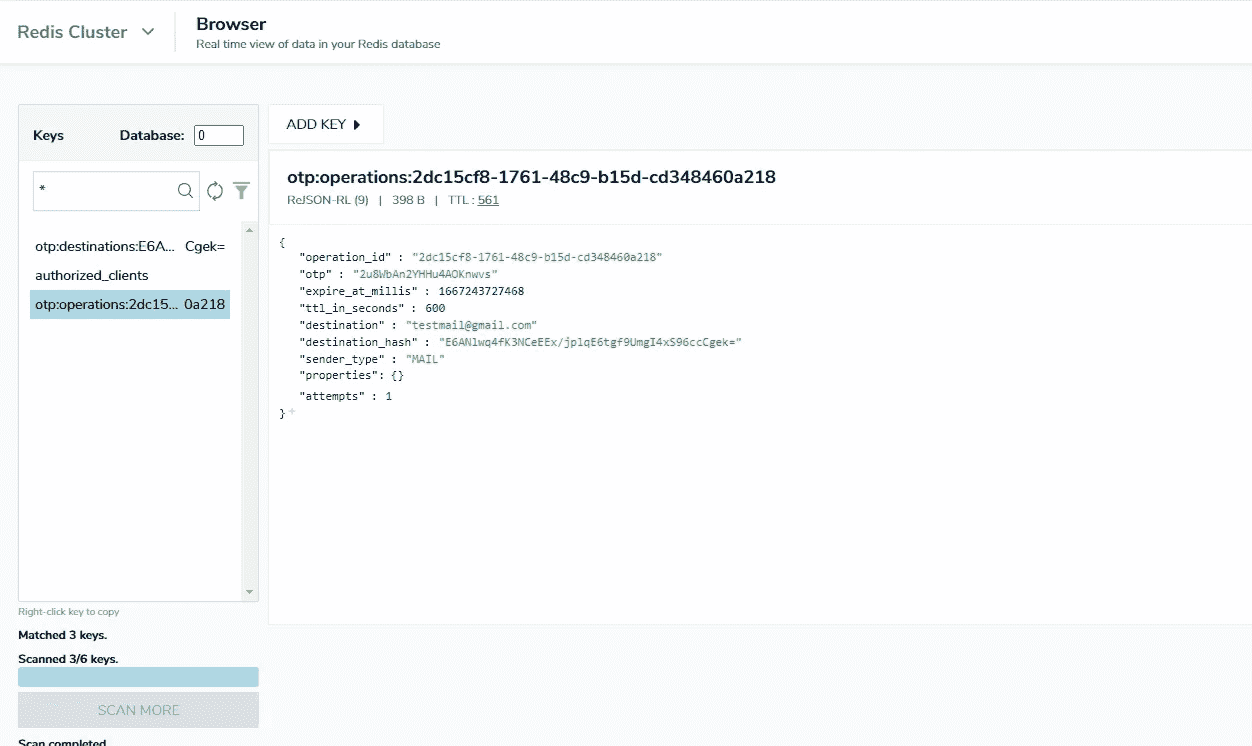 Redis Cluster
Browser
Real time view of data in your Redis database
Keys Database: 0
ADD KEY
*
otp:operations:2dc15cf8-1761-48c9-b15d-cd348460a218
ReJSON-RL (9) | 398 B | TTL : 561
otp:destinations:E6A... Cgek=
authorized_clients
otp:operations:2dc15... 0a218
{
"operation_id" : "2dc15cf8-1761-48c9-b15d-cd348460a218"
"otp" : "2u8WbAn2YHHu4AOKnwvs"
"expire_at_millis" : 1667243727468
"ttl_in_seconds" : 600
"destination" : "testmail@gmail.com"
"destination_hash" : "E6ANlwq4fK3NCeEEx/jplqE6tgf9UmgI4xS96ccCgek="
"sender_type" : "MAIL"
"properties": {}
"attempts" : 1
} +
Right-click key to copy
Matched 3 keys.
Scanned 3/6 keys.
SCAN MORE
Scan completed